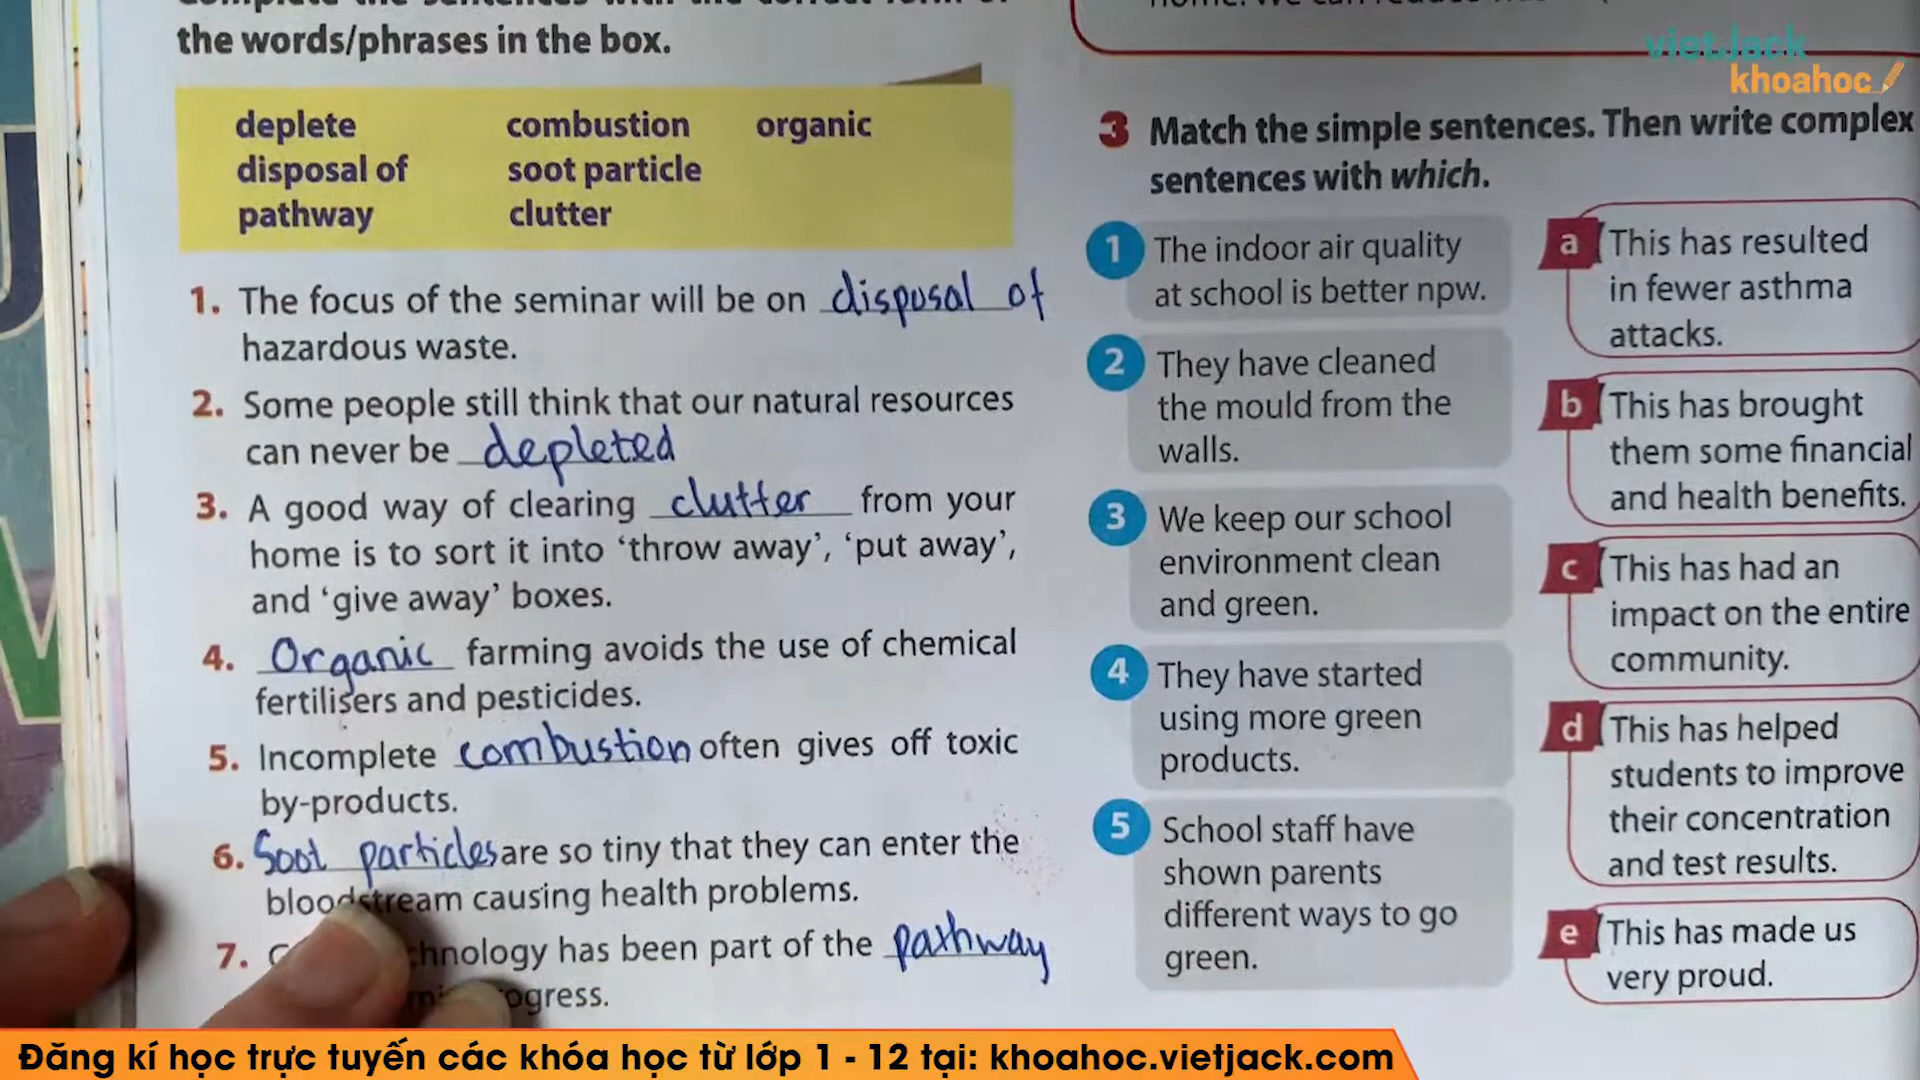 the words/phrases in the box.
deplete combustion organic
disposal of soot particle
pathway clutter
1. The focus of the seminar will be on disposal of
hazardous waste.
2. Some people still think that our natural resources
can never be depleted
3. A good way of clearing clutter from your
home is to sort it into ‘throw away’, ‘put away’,
and ‘give away’ boxes.
4. Organic farming avoids the use of chemical
fertilisers and pesticides.
5. Incomplete combustion often gives off toxic
by-products.
6. Soot particles are so tiny that they can enter the
bloodstream causing health problems.
7. has been part of the pathway
vietjack
khoahoc
3 Match the simple sentences. Then write complex
sentences with which.
1 The indoor air quality
at school is better npw.
2 They have cleaned
the mould from the
walls.
3 We keep our school
environment clean
and green.
4 They have started
using more green
products.
5 School staff have
shown parents
different ways to go
green.
a This has resulted
in fewer asthma
attacks.
b This has brought
them some financial
and health benefits.
c This has had an
impact on the entire
community.
d This has helped
students to improve
their concentration
and test results.
e This has made us
very proud.
Đăng kí học trực tuyến các khóa học từ lớp 1 - 12 tại: khoahoc.vietjack.com